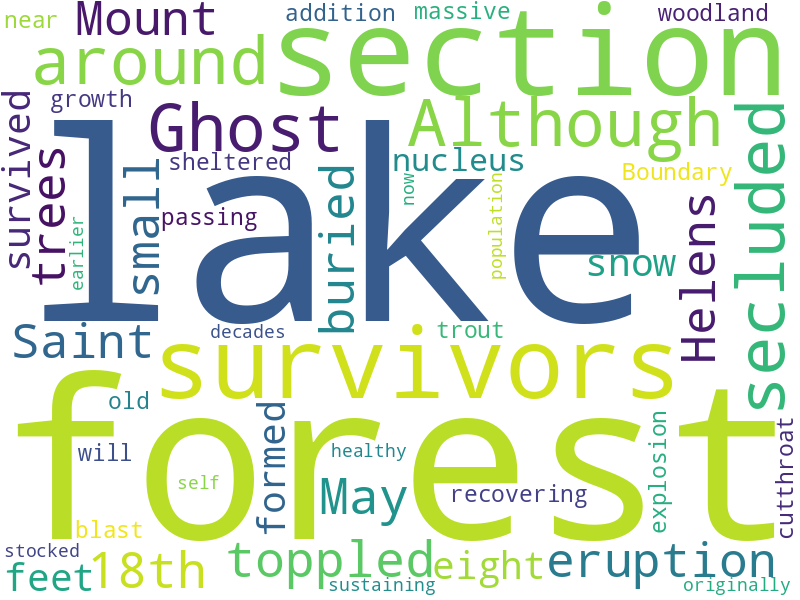 near
Mount
addition
massive
woodland
around
section
growth
Ghost
Although
survived
trees
sheltered
nucleus
Boundary
secluded
small
buried
now
population
lake
passing
earlier
Helens
snow
Saint
decades
trout
survivors
forest
old
formed
explosion
cutthroat
will
healthy
self
May
recovering
blast
stocked
feet
18th
toppled
eight
eruption
sustaining
originally